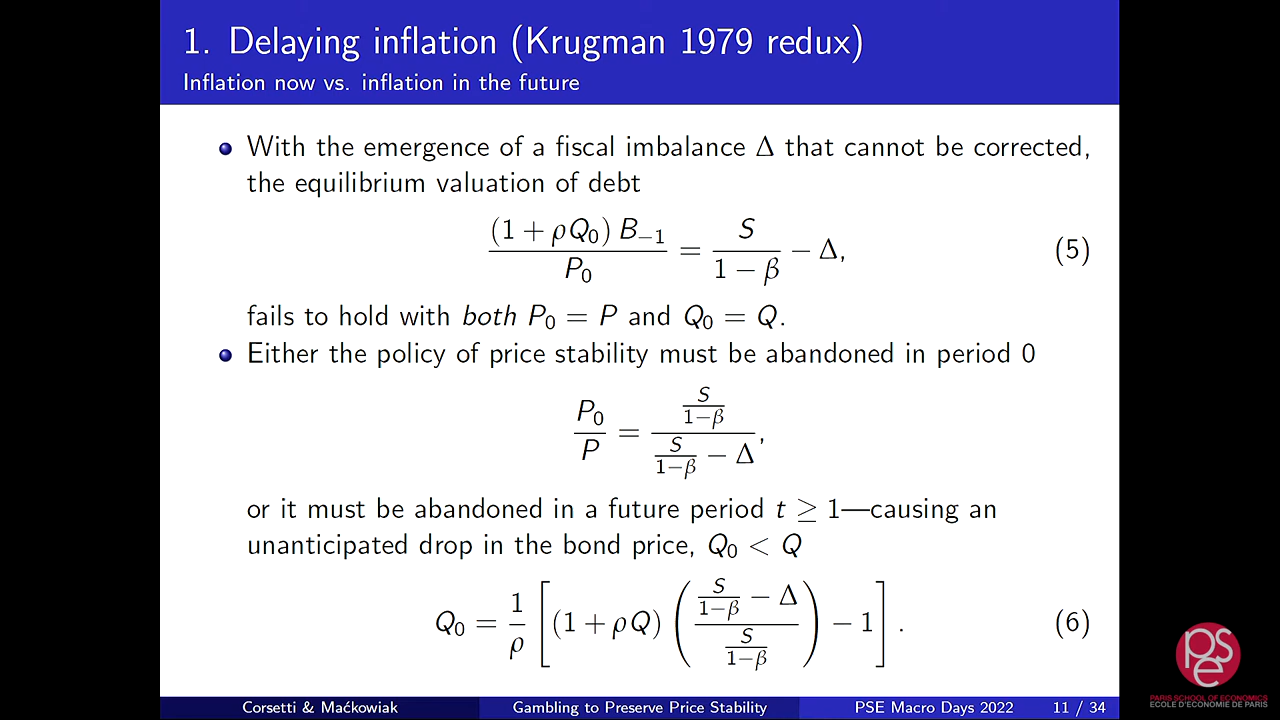 1. Delaying inflation (Krugman 1979 redux)
Inflation now vs. inflation in the future
With the emergence of a fiscal imbalance Δ that cannot be corrected,
the equilibrium valuation of debt
(1 + ρQ₀) B₋₁ / P₀ = S / (1 − β) − Δ, (5)
fails to hold with both P₀ = P and Q₀ = Q.
Either the policy of price stability must be abandoned in period 0
P₀ / P = (S / (1−β)) / (S / (1−β) − Δ),
or it must be abandoned in a future period t ≥ 1—causing an
unanticipated drop in the bond price, Q₀ < Q
Q₀ = 1/ρ [(1 + ρQ) ((S / (1−β) − Δ) / (S / (1−β))) − 1]. (6)
pse
PARIS SCHOOL OF ECONOMICS
ECOLE D'ECONOMIE DE PARIS
Corsetti & Maćkowiak Gambling to Preserve Price Stability PSE Macro Days 2022 11 / 34